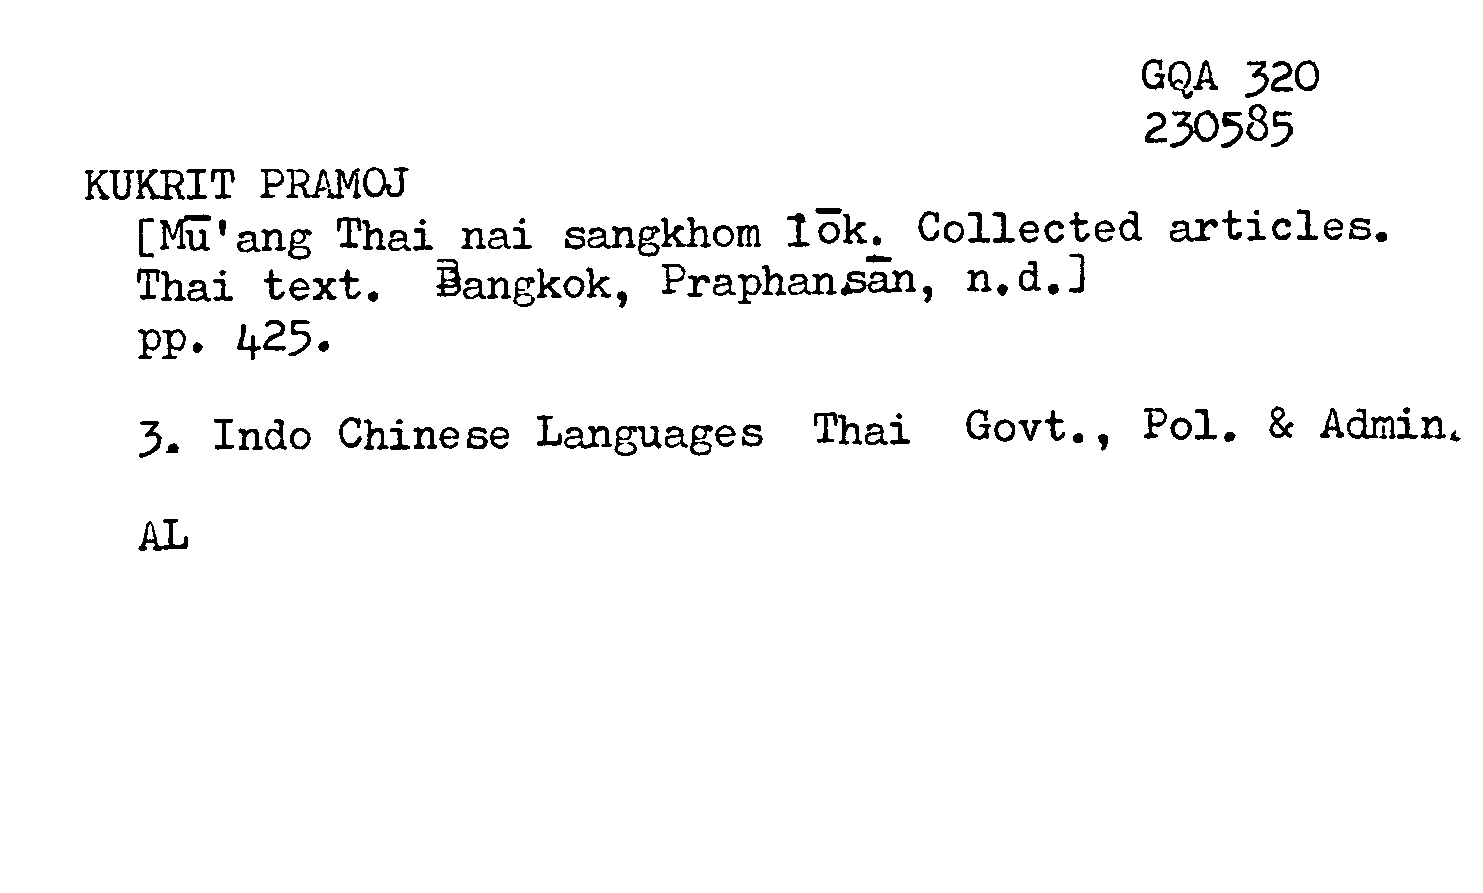 GQA 320
230585
KUKRIT PRAMOJ
[Mū'ang Thai nai sangkhom lōk. Collected articles.
Thai text. Bangkok, Praphansān, n.d.]
pp. 425.
3. Indo Chinese Languages Thai Govt., Pol. & Admin.
AL